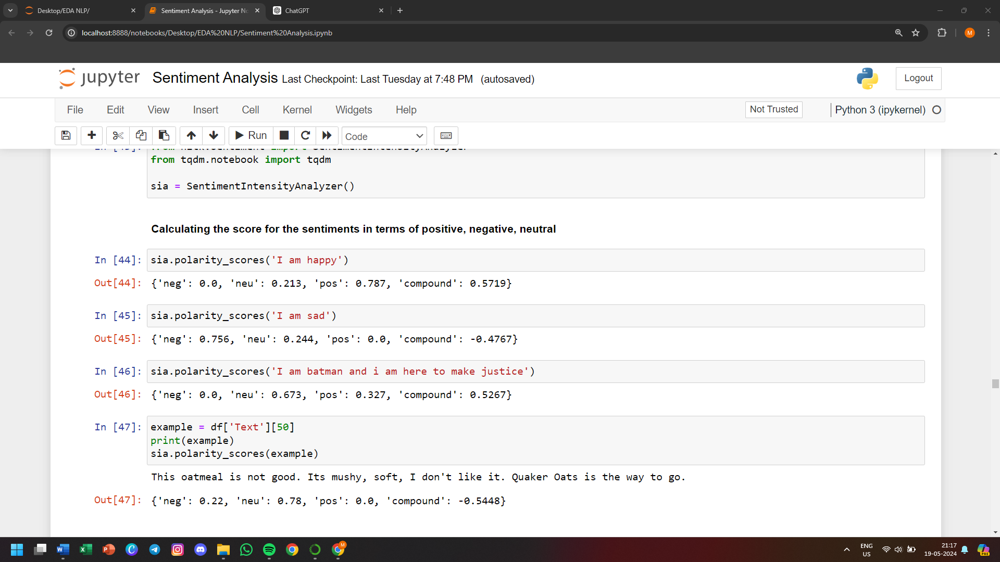 Desktop/EDA NLP/
Sentiment Analysis - Jupyter No
ChatGPT
localhost:8888/notebooks/Desktop/EDA%20NLP/Sentiment%20Analysis.ipynb
M
jupyter Sentiment Analysis Last Checkpoint: Last Tuesday at 7:48 PM (autosaved)
Logout
File Edit View Insert Cell Kernel Widgets Help
Not Trusted
Python 3 (ipykernel)
Run
Code
from tqdm.notebook import tqdm
sia = SentimentIntensityAnalyzer()
Calculating the score for the sentiments in terms of positive, negative, neutral
In [44]: sia.polarity_scores('I am happy')
Out[44]: {'neg': 0.0, 'neu': 0.213, 'pos': 0.787, 'compound': 0.5719}
In [45]: sia.polarity_scores('I am sad')
Out[45]: {'neg': 0.756, 'neu': 0.244, 'pos': 0.0, 'compound': -0.4767}
In [46]: sia.polarity_scores('I am batman and i am here to make justice')
Out[46]: {'neg': 0.0, 'neu': 0.673, 'pos': 0.327, 'compound': 0.5267}
In [47]: example = df['Text'][50]
print(example)
sia.polarity_scores(example)
This oatmeal is not good. Its mushy, soft, I don't like it. Quaker Oats is the way to go.
Out[47]: {'neg': 0.22, 'neu': 0.78, 'pos': 0.0, 'compound': -0.5448}
ENG
US
21:17
19-05-2024